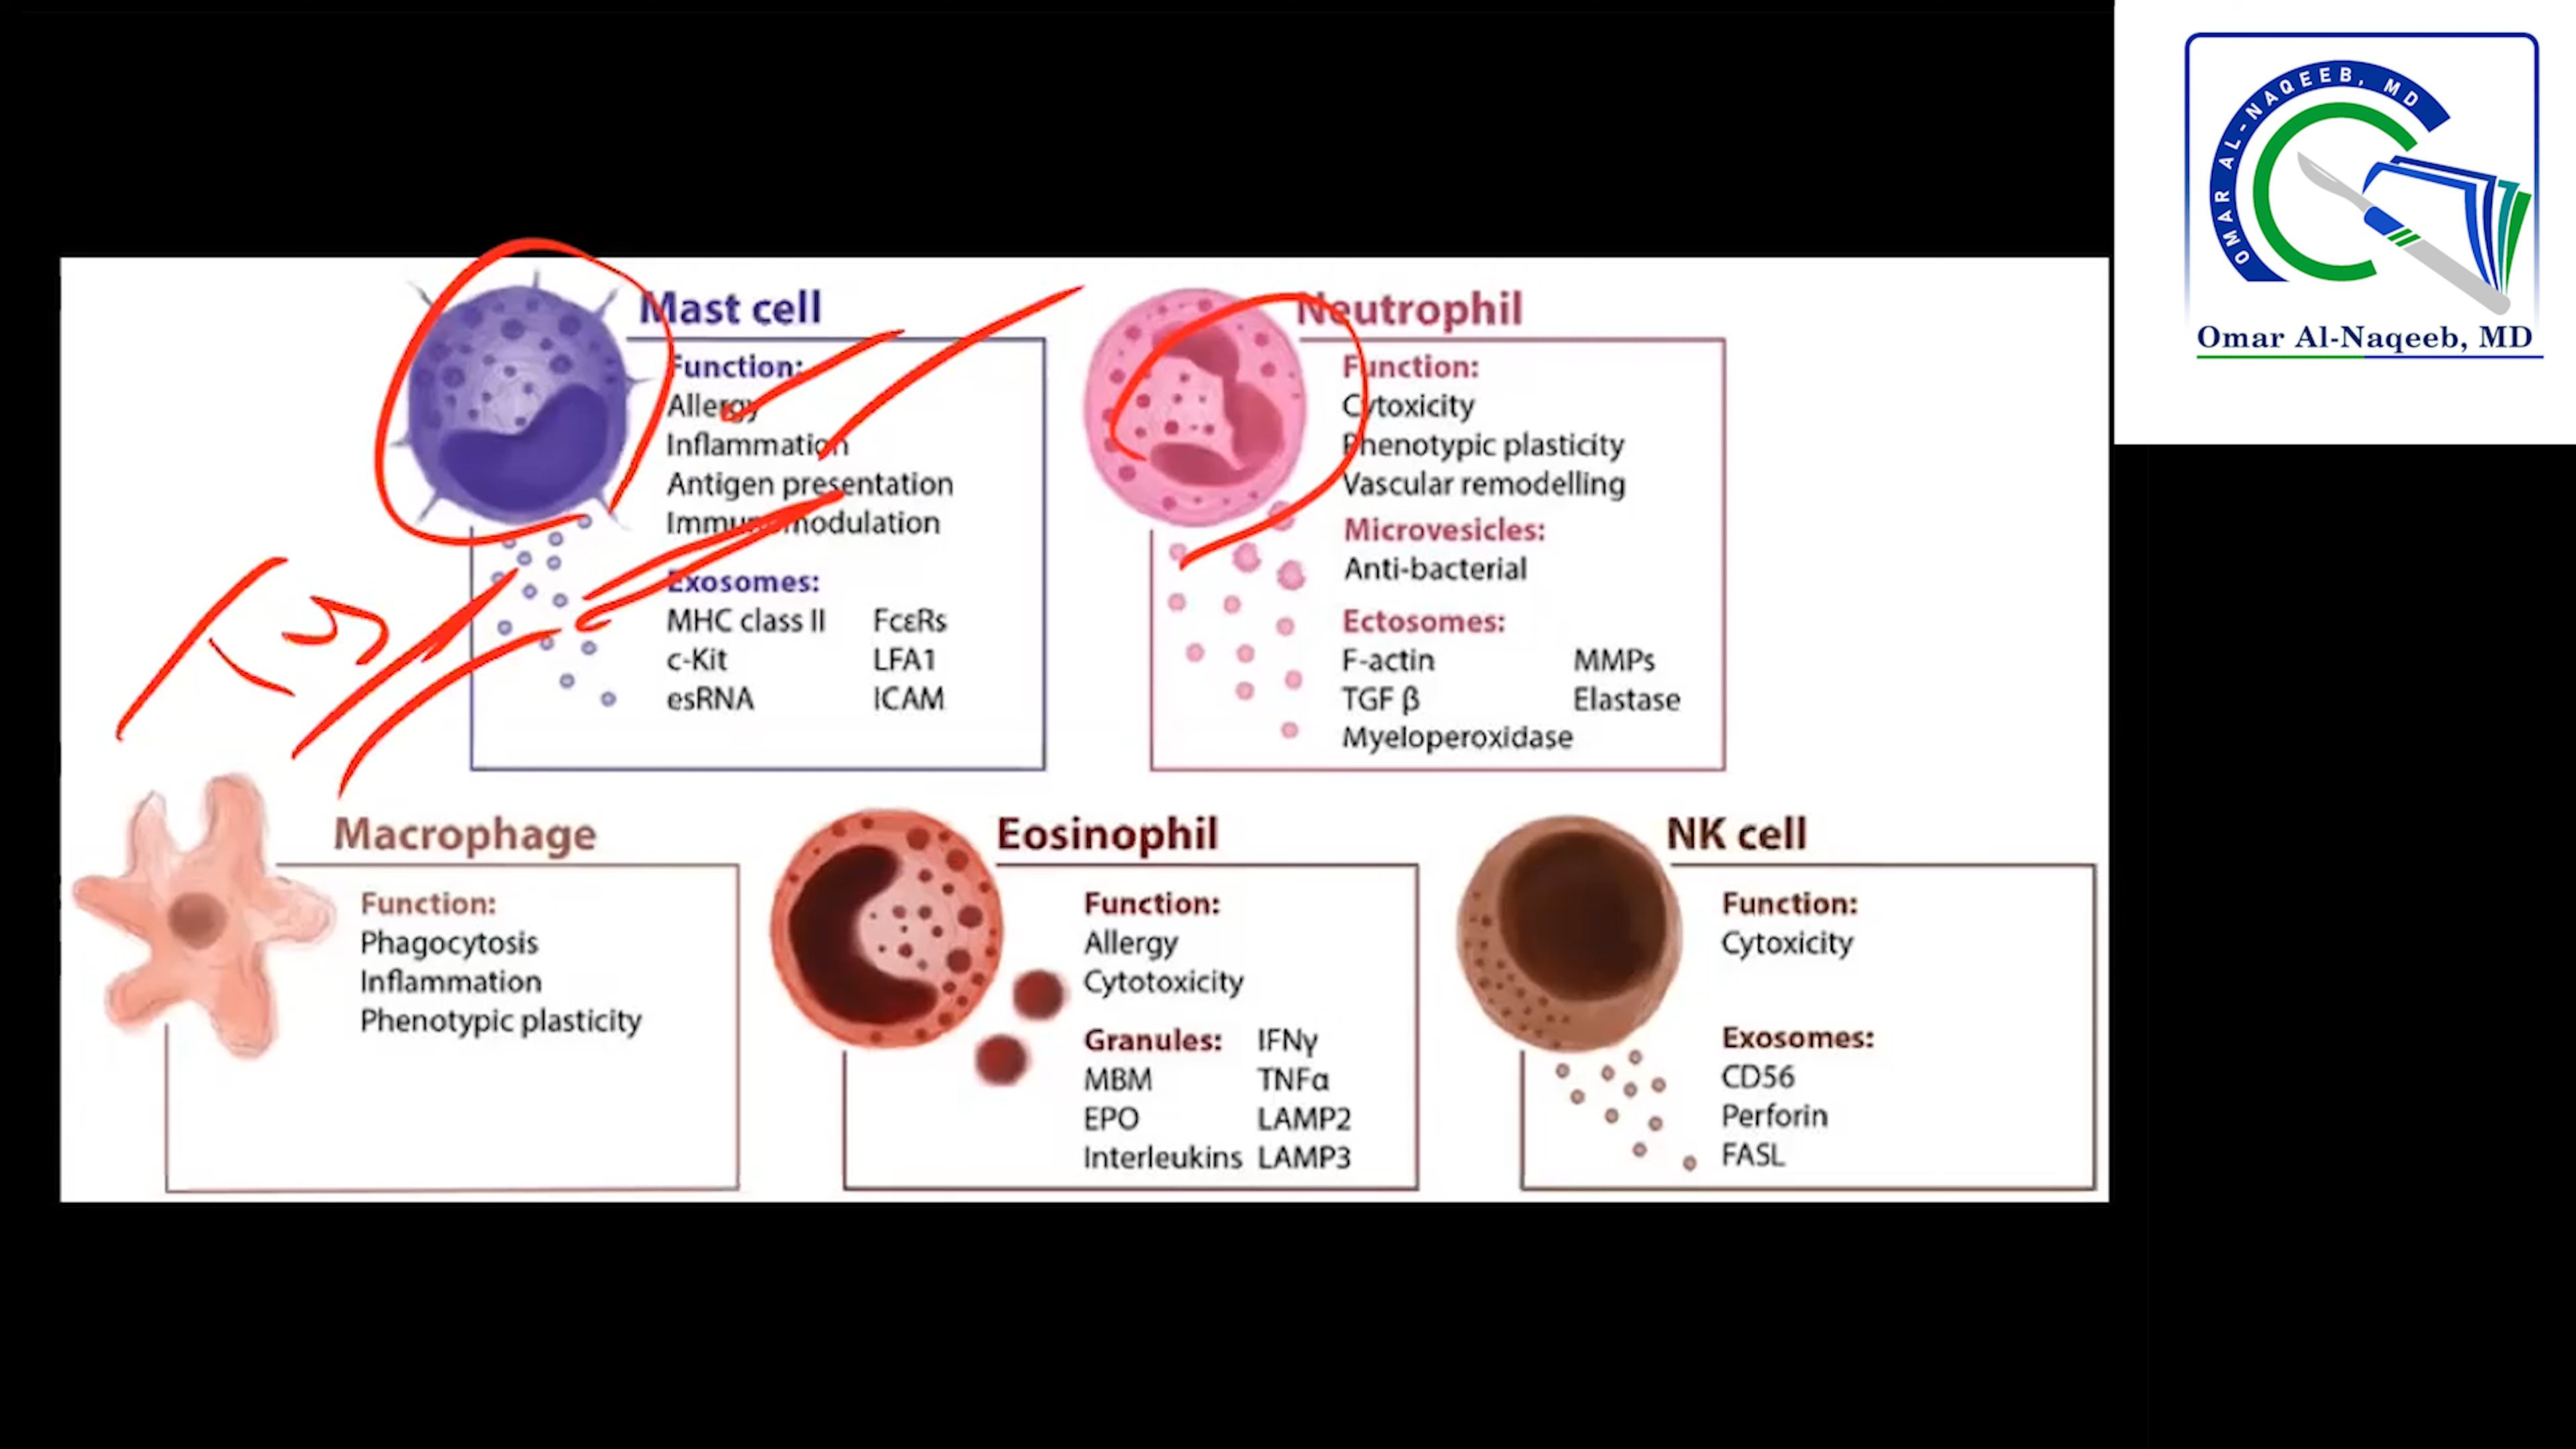 OMAR AL-NAQEEB, MD
Omar Al-Naqeeb, MD
Mast cell
Function:
Allergy
Inflammation
Antigen presentation
Immunomodulation
Exosomes:
MHC class II FcεRs
c-Kit LFA1
esRNA ICAM
Neutrophil
Function:
Cytoxicity
Phenotypic plasticity
Vascular remodelling
Microvesicles:
Anti-bacterial
Ectosomes:
F-actin MMPs
TGF β Elastase
Myeloperoxidase
Macrophage
Function:
Phagocytosis
Inflammation
Phenotypic plasticity
Eosinophil
Function:
Allergy
Cytotoxicity
Granules: IFNγ
MBM TNFα
EPO LAMP2
Interleukins LAMP3
NK cell
Function:
Cytoxicity
Exosomes:
CD56
Perforin
FASL